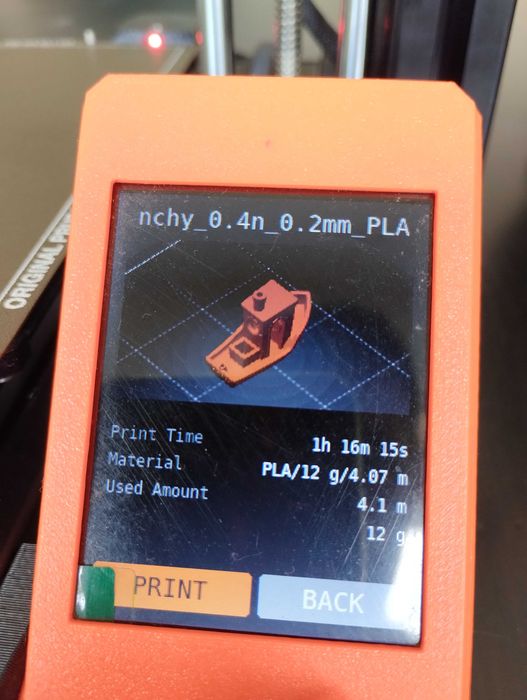 nchy_0.4n_0.2mm_PLA
ORIGINAL
Print Time 1h 16m 15s
Material PLA/12 g/4.07 m
Used Amount 4.1 m
12 g
PRINT BACK